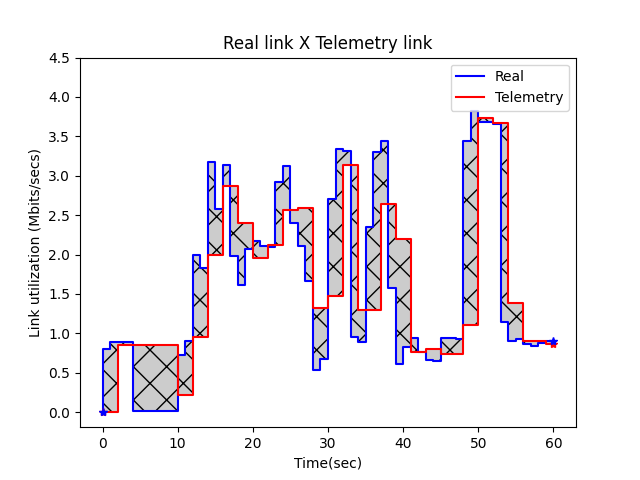 Real link X Telemetry link
Real
Telemetry
Link utilization (Mbits/secs)
4.5
4.0
3.5
3.0
2.5
2.0
1.5
1.0
0.5
0.0
0 10 20 30 40 50 60
Time(sec)